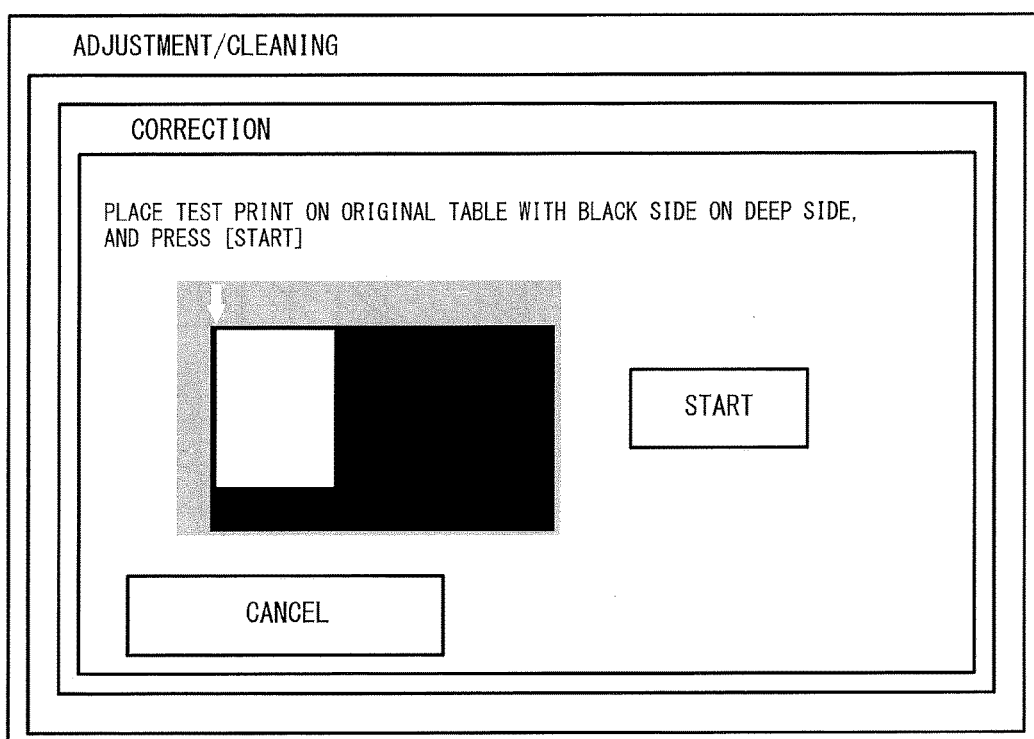 ADJUSTMENT/CLEANING
CORRECTION
PLACE TEST PRINT ON ORIGINAL TABLE WITH BLACK SIDE ON DEEP SIDE,
AND PRESS [START]
START
CANCEL